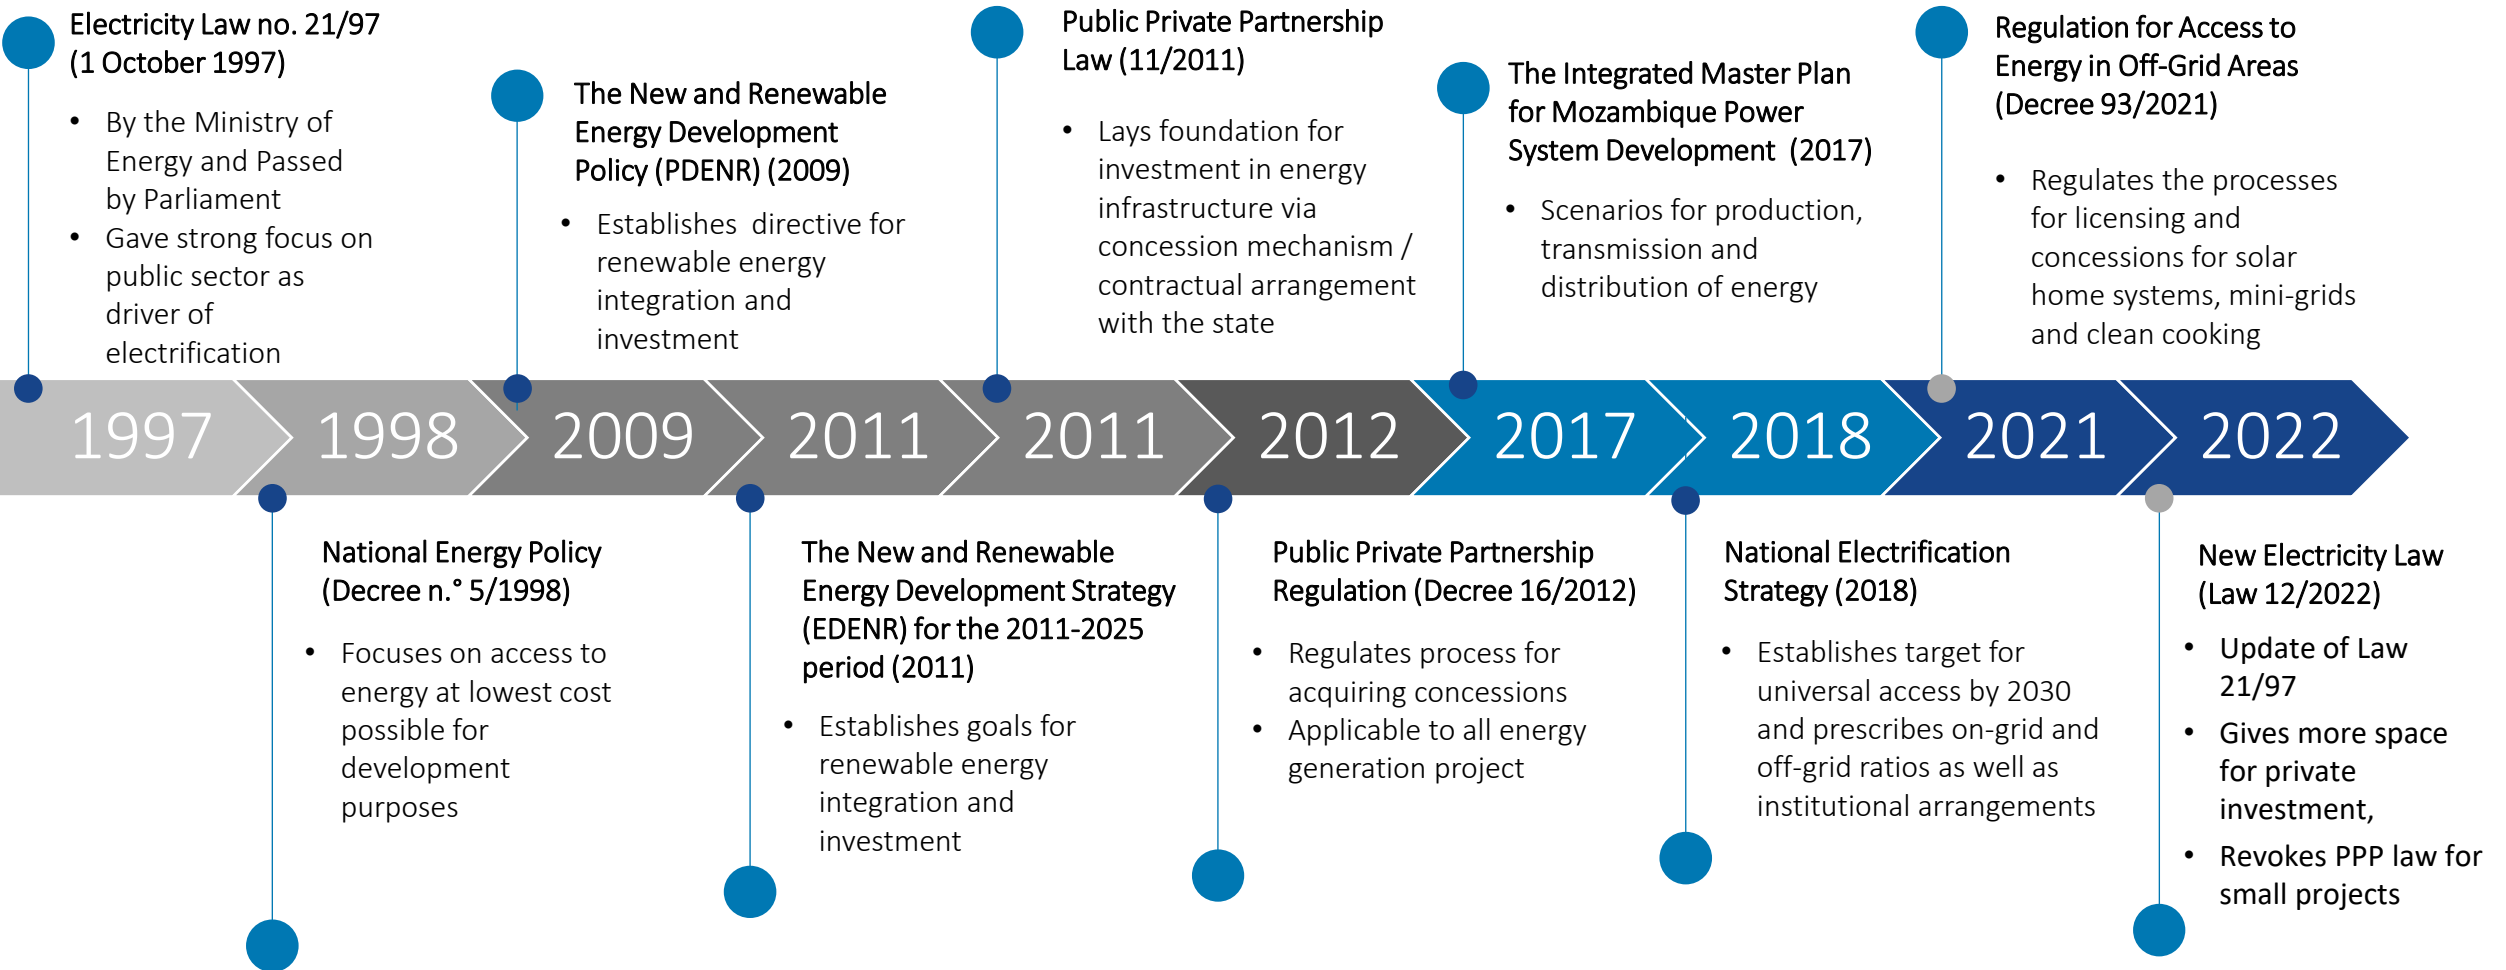 Electricity Law no. 21/97
(1 October 1997)
• By the Ministry of
Energy and Passed
by Parliament
• Gave strong focus on
public sector as
driver of
electrification
The New and Renewable
Energy Development
Policy (PDENR) (2009)
• Establishes directive for
renewable energy
integration and
investment
Public Private Partnership
Law (11/2011)
• Lays foundation for
investment in energy
infrastructure via
concession mechanism /
contractual arrangement
with the state
The Integrated Master Plan
for Mozambique Power
System Development (2017)
• Scenarios for production,
transmission and
distribution of energy
Regulation for Access to
Energy in Off-Grid Areas
(Decree 93/2021)
• Regulates the processes
for licensing and
concessions for solar
home systems, mini-grids
and clean cooking
1997 1998 2009 2011 2011 2012 2017 2018 2021 2022
National Energy Policy
(Decree n.° 5/1998)
• Focuses on access to
energy at lowest cost
possible for
development
purposes
The New and Renewable
Energy Development Strategy
(EDENR) for the 2011-2025
period (2011)
• Establishes goals for
renewable energy
integration and
investment
Public Private Partnership
Regulation (Decree 16/2012)
• Regulates process for
acquiring concessions
• Applicable to all energy
generation project
National Electrification
Strategy (2018)
• Establishes target for
universal access by 2030
and prescribes on-grid and
off-grid ratios as well as
institutional arrangements
New Electricity Law
(Law 12/2022)
• Update of Law
21/97
• Gives more space
for private
investment,
• Revokes PPP law for
small projects